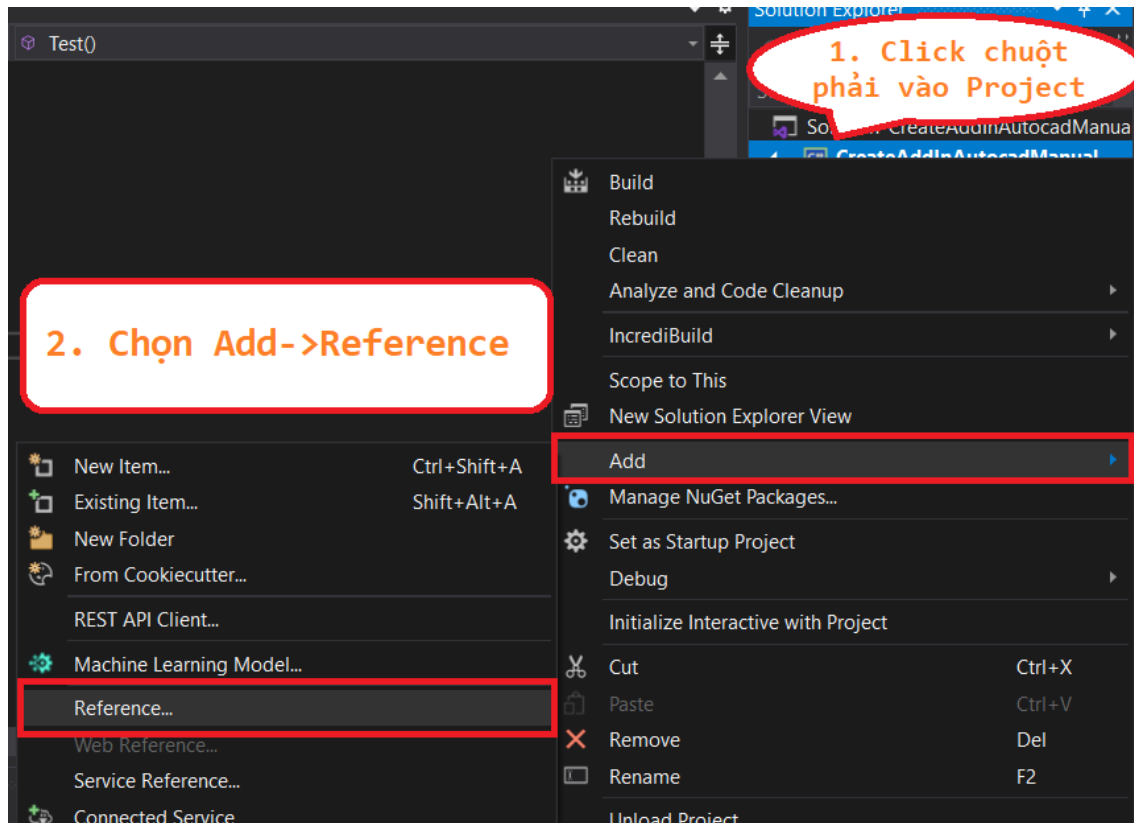 Solution Explorer
Test()
1. Click chuột
phải vào Project
CreateAddInAutocadManua
CreateAddInAutocadManual
Build
Rebuild
Clean
Analyze and Code Cleanup
2. Chọn Add->Reference
IncrediBuild
Scope to This
New Solution Explorer View
Add
Manage NuGet Packages...
Set as Startup Project
Debug
Initialize Interactive with Project
Cut Ctrl+X
Paste Ctrl+V
Remove Del
Rename F2
Unload Project
New Item... Ctrl+Shift+A
Existing Item... Shift+Alt+A
New Folder
From Cookiecutter...
REST API Client...
Machine Learning Model...
Reference...
Web Reference...
Service Reference...
Connected Service